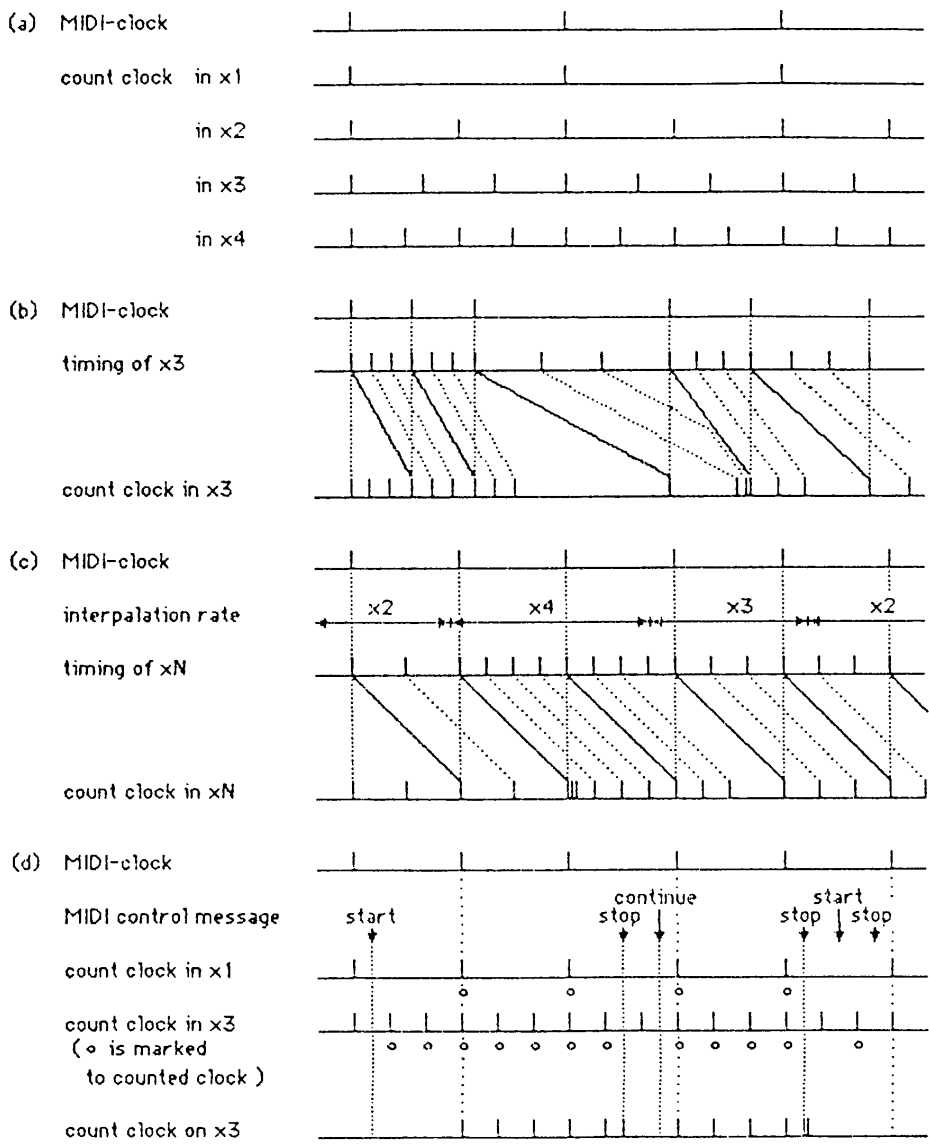 (a) MIDI-clock
count clock in x1
in x2
in x3
in x4
(b) MIDI-clock
timing of x3
count clock in x3
(c) MIDI-clock
interpalation rate x2 x4 x3 x2
timing of xN
count clock in xN
(d) MIDI-clock
continue start
MIDI control message start stop stop stop
count clock in x1
count clock in x3
( o is marked
to counted clock )
count clock on x3